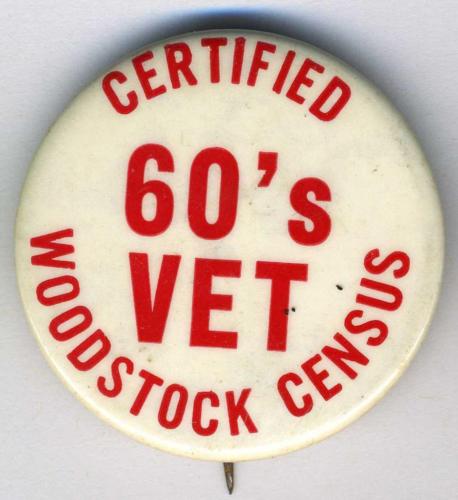 CERTIFIED
60's
VET
WOODSTOCK CENSUS